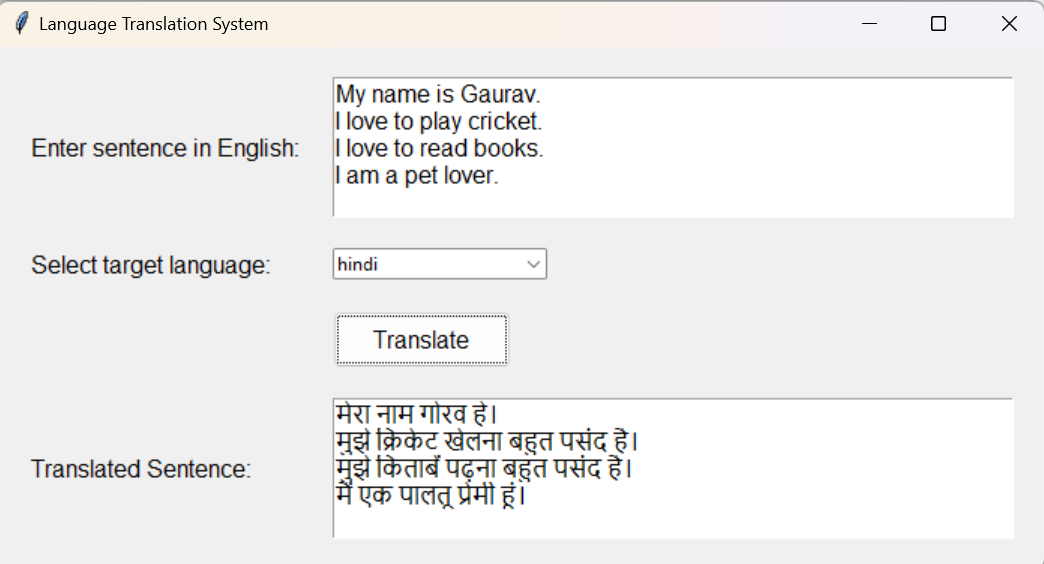 Language Translation System
Enter sentence in English:
My name is Gaurav.
I love to play cricket.
I love to read books.
I am a pet lover.
Select target language:
hindi
Translate
Translated Sentence:
मेरा नाम गौरव है।
मुझे क्रिकेट खेलना बहुत पसंद है।
मुझे किताबें पढ़ना बहुत पसंद है।
मैं एक पालतू प्रेमी हूं।